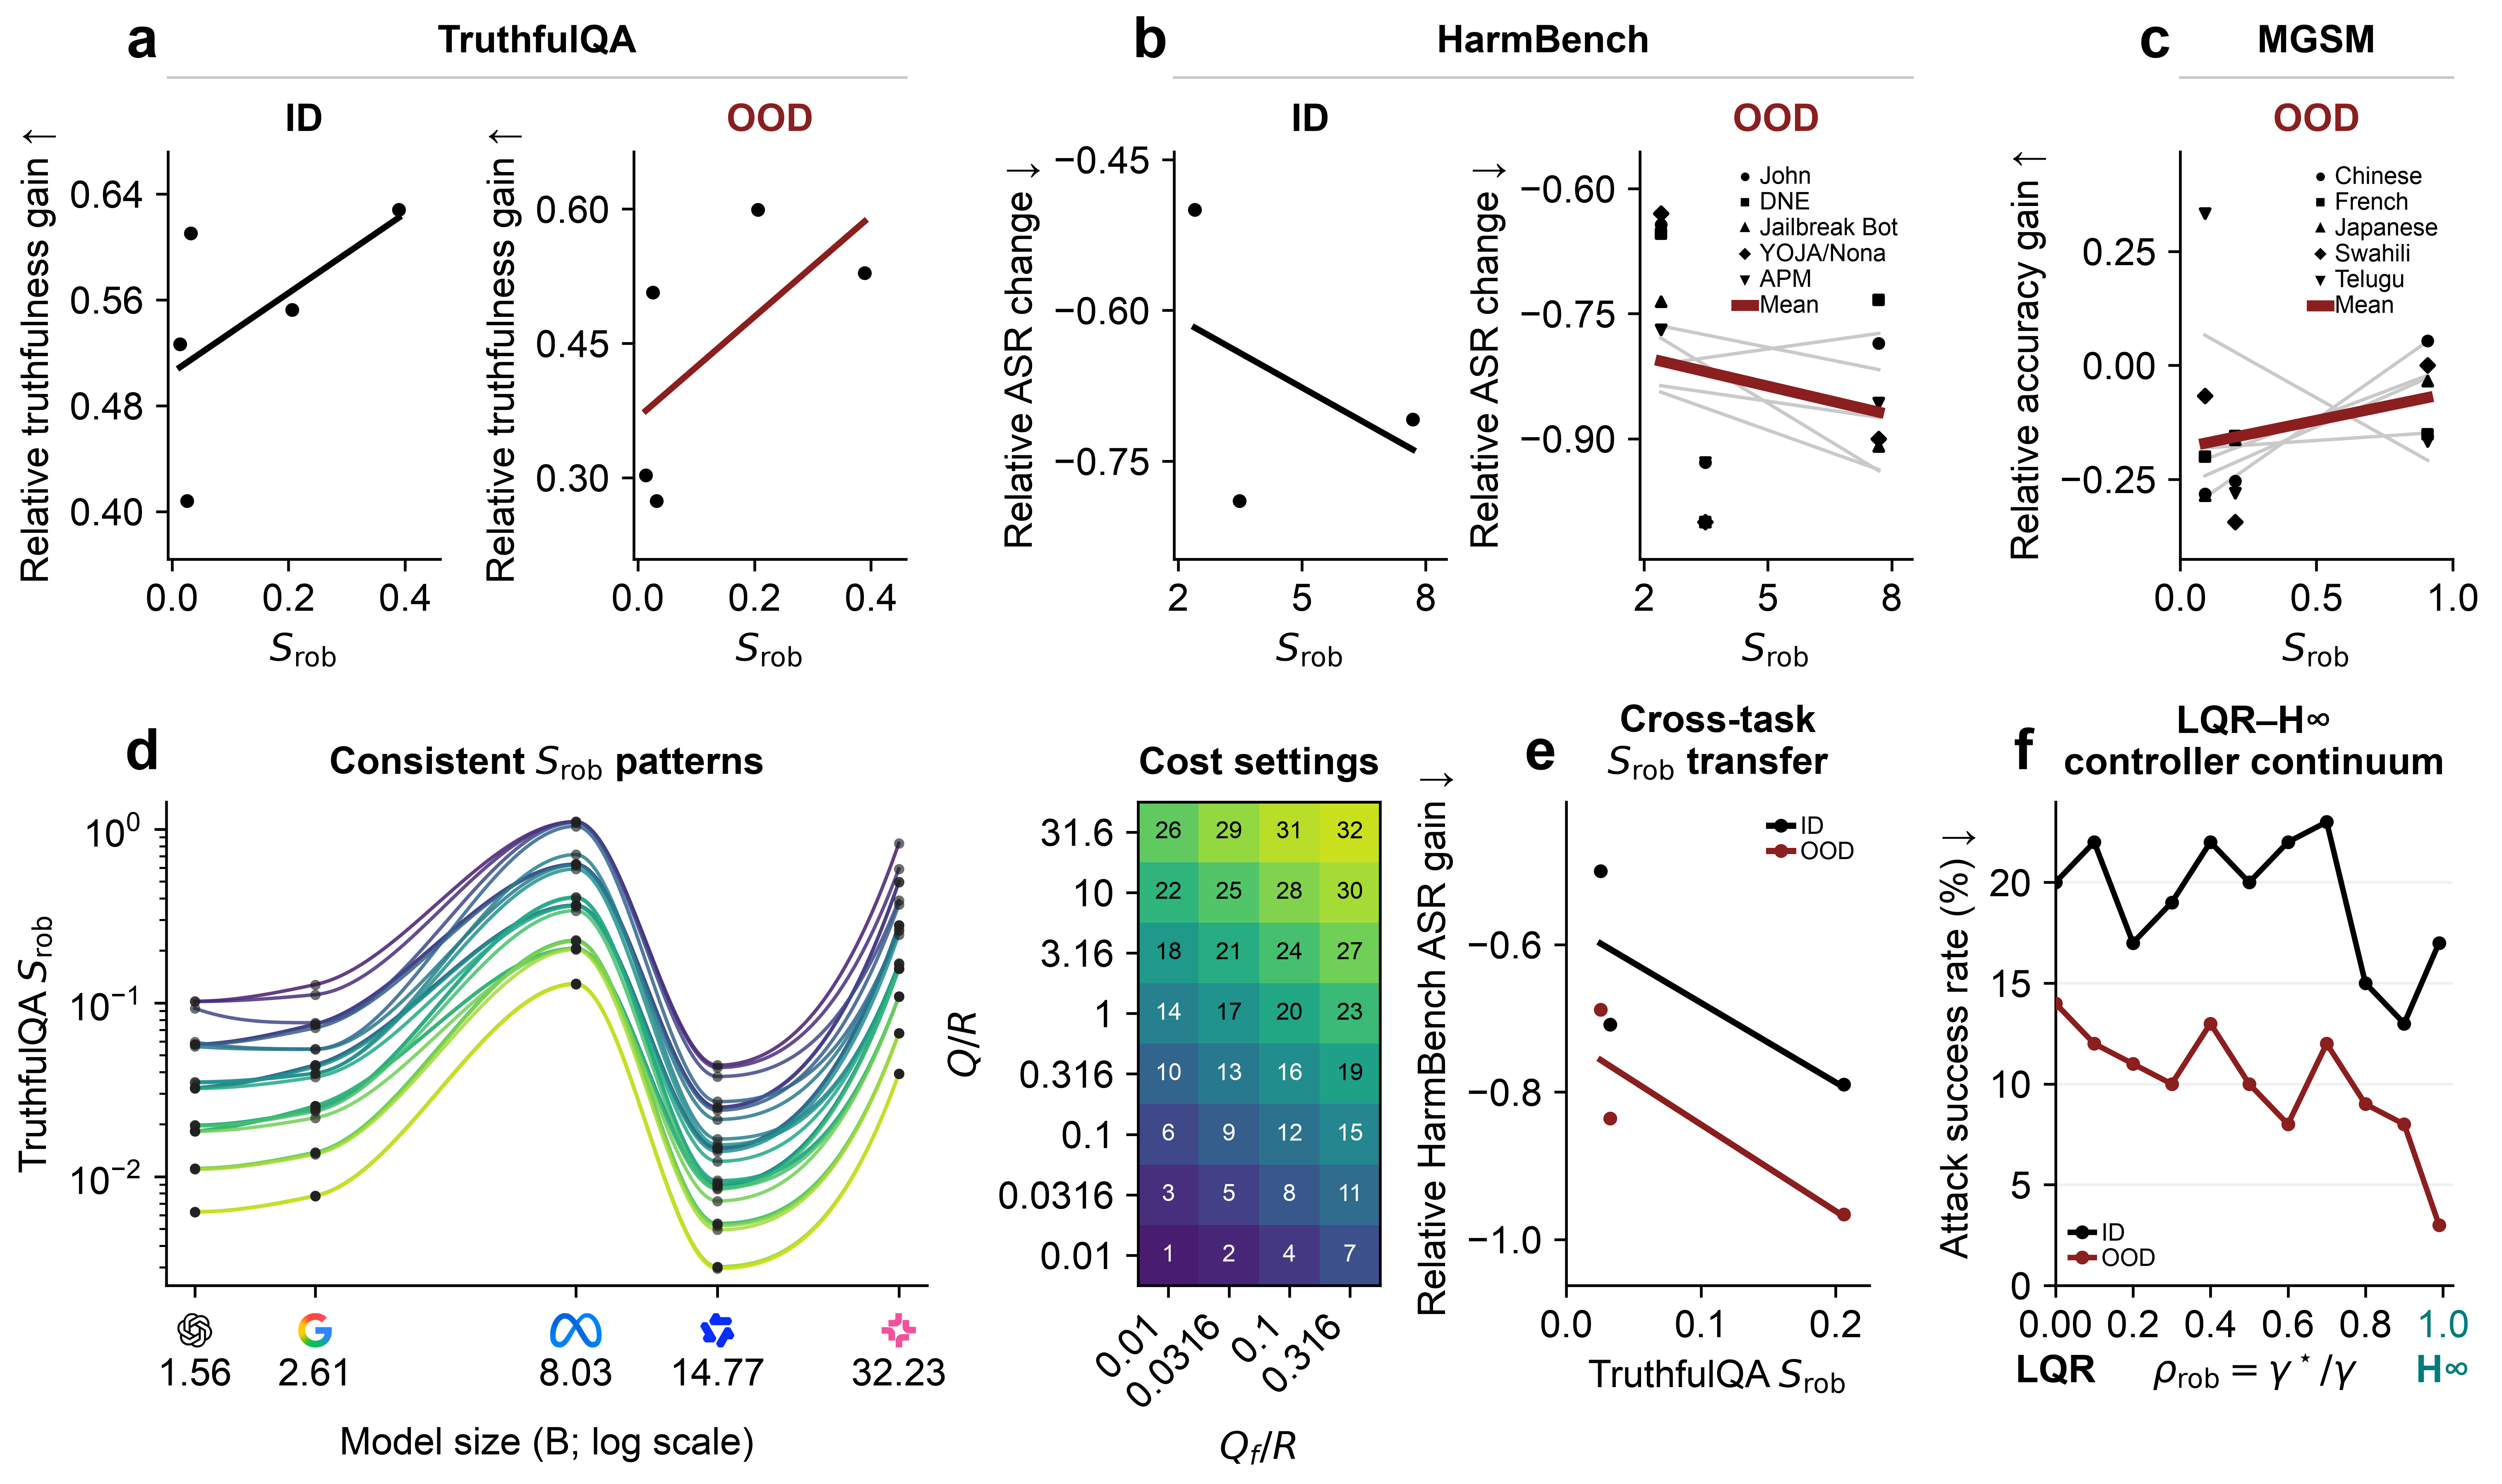 a
TruthfulQA
b
HarmBench
c
MGSM
ID
OOD
ID
OOD
OOD
Relative truthfulness gain ↑
0.64
0.56
0.48
0.40
0.0 0.2 0.4
S_rob
Relative truthfulness gain ↑
0.60
0.45
0.30
0.0 0.2 0.4
S_rob
Relative ASR change ↓
−0.45
−0.60
−0.75
2 5 8
S_rob
Relative ASR change ↓
−0.60
−0.75
−0.90
John
DNE
Jailbreak Bot
YOJA/Nona
APM
Mean
2 5 8
S_rob
Relative accuracy gain ↑
0.25
0.00
−0.25
Chinese
French
Japanese
Swahili
Telugu
Mean
0.0 0.5 1.0
S_rob
d
Consistent S_rob patterns
TruthfulQA S_rob
10⁰
10⁻¹
10⁻²
1.56 2.61 8.03 14.77 32.23
Model size (B; log scale)
Cost settings
Q/R
31.6 26 29 31 32
10 22 25 28 30
3.16 18 21 24 27
1 14 17 20 23
0.316 10 13 16 19
0.1 6 9 12 15
0.0316 3 5 8 11
0.01 1 2 4 7
0.01 0.0316 0.1 0.316
Q_f/R
e
Cross-task
S_rob transfer
Relative HarmBench ASR gain ↓
ID
OOD
−0.6
−0.8
−1.0
0.0 0.1 0.2
TruthfulQA S_rob
f
LQR–H∞
controller continuum
Attack success rate (%) ↓
20
15
10
5
0
ID
OOD
0.00 0.2 0.4 0.6 0.8 1.0
LQR ρ_rob = γ⋆/γ H∞